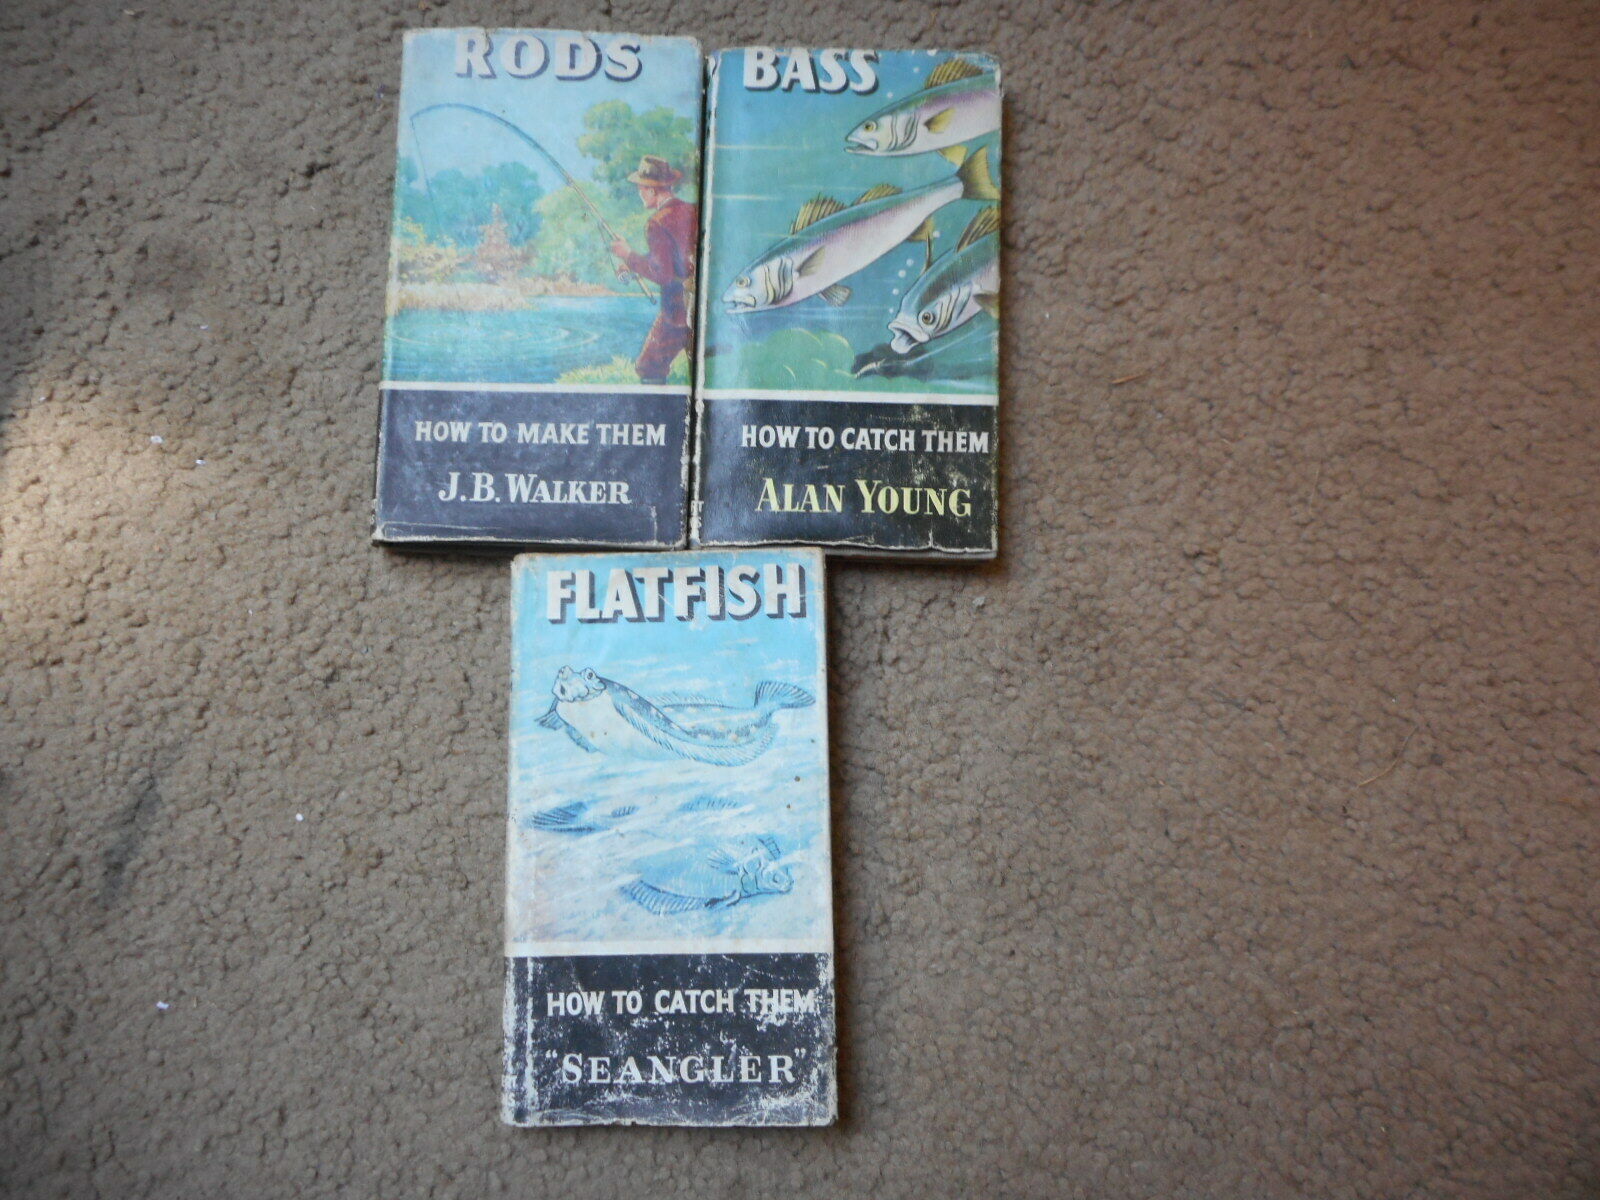 RODS
HOW TO MAKE THEM
J.B. WALKER
BASS
HOW TO CATCH THEM
ALAN YOUNG
FLATFISH
HOW TO CATCH THEM
"SEANGLER"